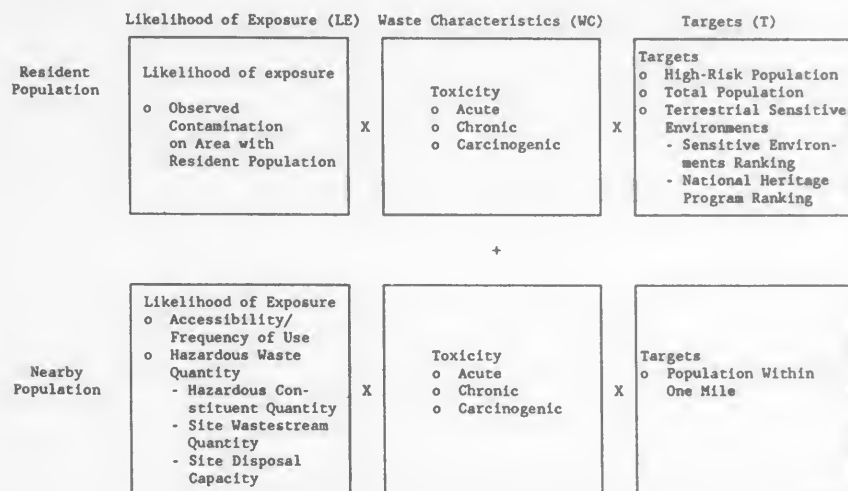 Likelihood of Exposure (LE) Waste Characteristics (WC) Targets (T)
Resident
Population
Likelihood of exposure
o Observed
Contamination
on Area with
Resident Population
X
Toxicity
o Acute
o Chronic
o Carcinogenic
X
Targets
o High-Risk Population
o Total Population
o Terrestrial Sensitive
Environments
- Sensitive Environ-
ments Ranking
- National Heritage
Program Ranking
+
Nearby
Population
Likelihood of Exposure
o Accessibility/
Frequency of Use
o Hazardous Waste
Quantity
- Hazardous Con-
stituent Quantity
- Site Wastestream
Quantity
- Site Disposal
Capacity
X
Toxicity
o Acute
o Chronic
o Carcinogenic
X
Targets
o Population Within
One Mile